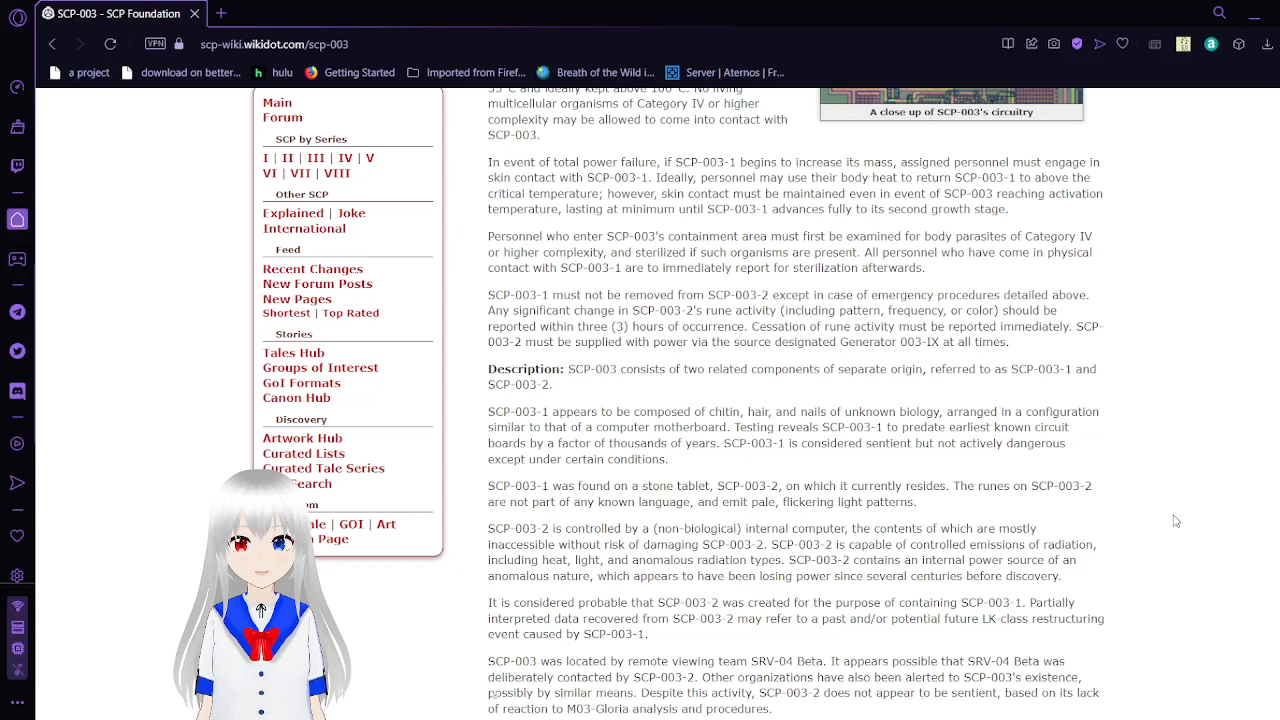 SCP-003 - SCP Foundation
VPN
scp-wiki.wikidot.com/scp-003
a project
download on better...
hulu
Getting Started
Imported from Firef...
Breath of the Wild i...
Server | Aternos | Fr...
Main
Forum
SCP by Series
I | II | III | IV | V
VI | VII | VIII
Other SCP
Explained | Joke
International
Feed
Recent Changes
New Forum Posts
New Pages
Shortest | Top Rated
Stories
Tales Hub
Groups of Interest
GoI Formats
Canon Hub
Discovery
Artwork Hub
Curated Lists
Curated Tale Series
Search
GOI | Art
Page
A close up of SCP-003's circuitry
35°C and ideally kept above 100°C. No living
multicellular organisms of Category IV or higher
complexity may be allowed to come into contact with
SCP-003.
In event of total power failure, if SCP-003-1 begins to increase its mass, assigned personnel must engage in
skin contact with SCP-003-1. Ideally, personnel may use their body heat to return SCP-003-1 to above the
critical temperature; however, skin contact must be maintained even in event of SCP-003 reaching activation
temperature, lasting at minimum until SCP-003-1 advances fully to its second growth stage.
Personnel who enter SCP-003's containment area must first be examined for body parasites of Category IV
or higher complexity, and sterilized if such organisms are present. All personnel who have come in physical
contact with SCP-003-1 are to immediately report for sterilization afterwards.
SCP-003-1 must not be removed from SCP-003-2 except in case of emergency procedures detailed above.
Any significant change in SCP-003-2's rune activity (including pattern, frequency, or color) should be
reported within three (3) hours of occurrence. Cessation of rune activity must be reported immediately. SCP-
003-2 must be supplied with power via the source designated Generator 003-IX at all times.
Description: SCP-003 consists of two related components of separate origin, referred to as SCP-003-1 and
SCP-003-2.
SCP-003-1 appears to be composed of chitin, hair, and nails of unknown biology, arranged in a configuration
similar to that of a computer motherboard. Testing reveals SCP-003-1 to predate earliest known circuit
boards by a factor of thousands of years. SCP-003-1 is considered sentient but not actively dangerous
except under certain conditions.
SCP-003-1 was found on a stone tablet, SCP-003-2, on which it currently resides. The runes on SCP-003-2
are not part of any known language, and emit pale, flickering light patterns.
SCP-003-2 is controlled by a (non-biological) internal computer, the contents of which are mostly
inaccessible without risk of damaging SCP-003-2. SCP-003-2 is capable of controlled emissions of radiation,
including heat, light, and anomalous radiation types. SCP-003-2 contains an internal power source of an
anomalous nature, which appears to have been losing power since several centuries before discovery.
It is considered probable that SCP-003-2 was created for the purpose of containing SCP-003-1. Partially
interpreted data recovered from SCP-003-2 may refer to a past and/or potential future LK-class restructuring
event caused by SCP-003-1.
SCP-003 was located by remote viewing team SRV-04 Beta. It appears possible that SRV-04 Beta was
deliberately contacted by SCP-003-2. Other organizations have also been alerted to SCP-003's existence,
possibly by similar means. Despite this activity, SCP-003-2 does not appear to be sentient, based on its lack
of reaction to M03-Gloria analysis and procedures.